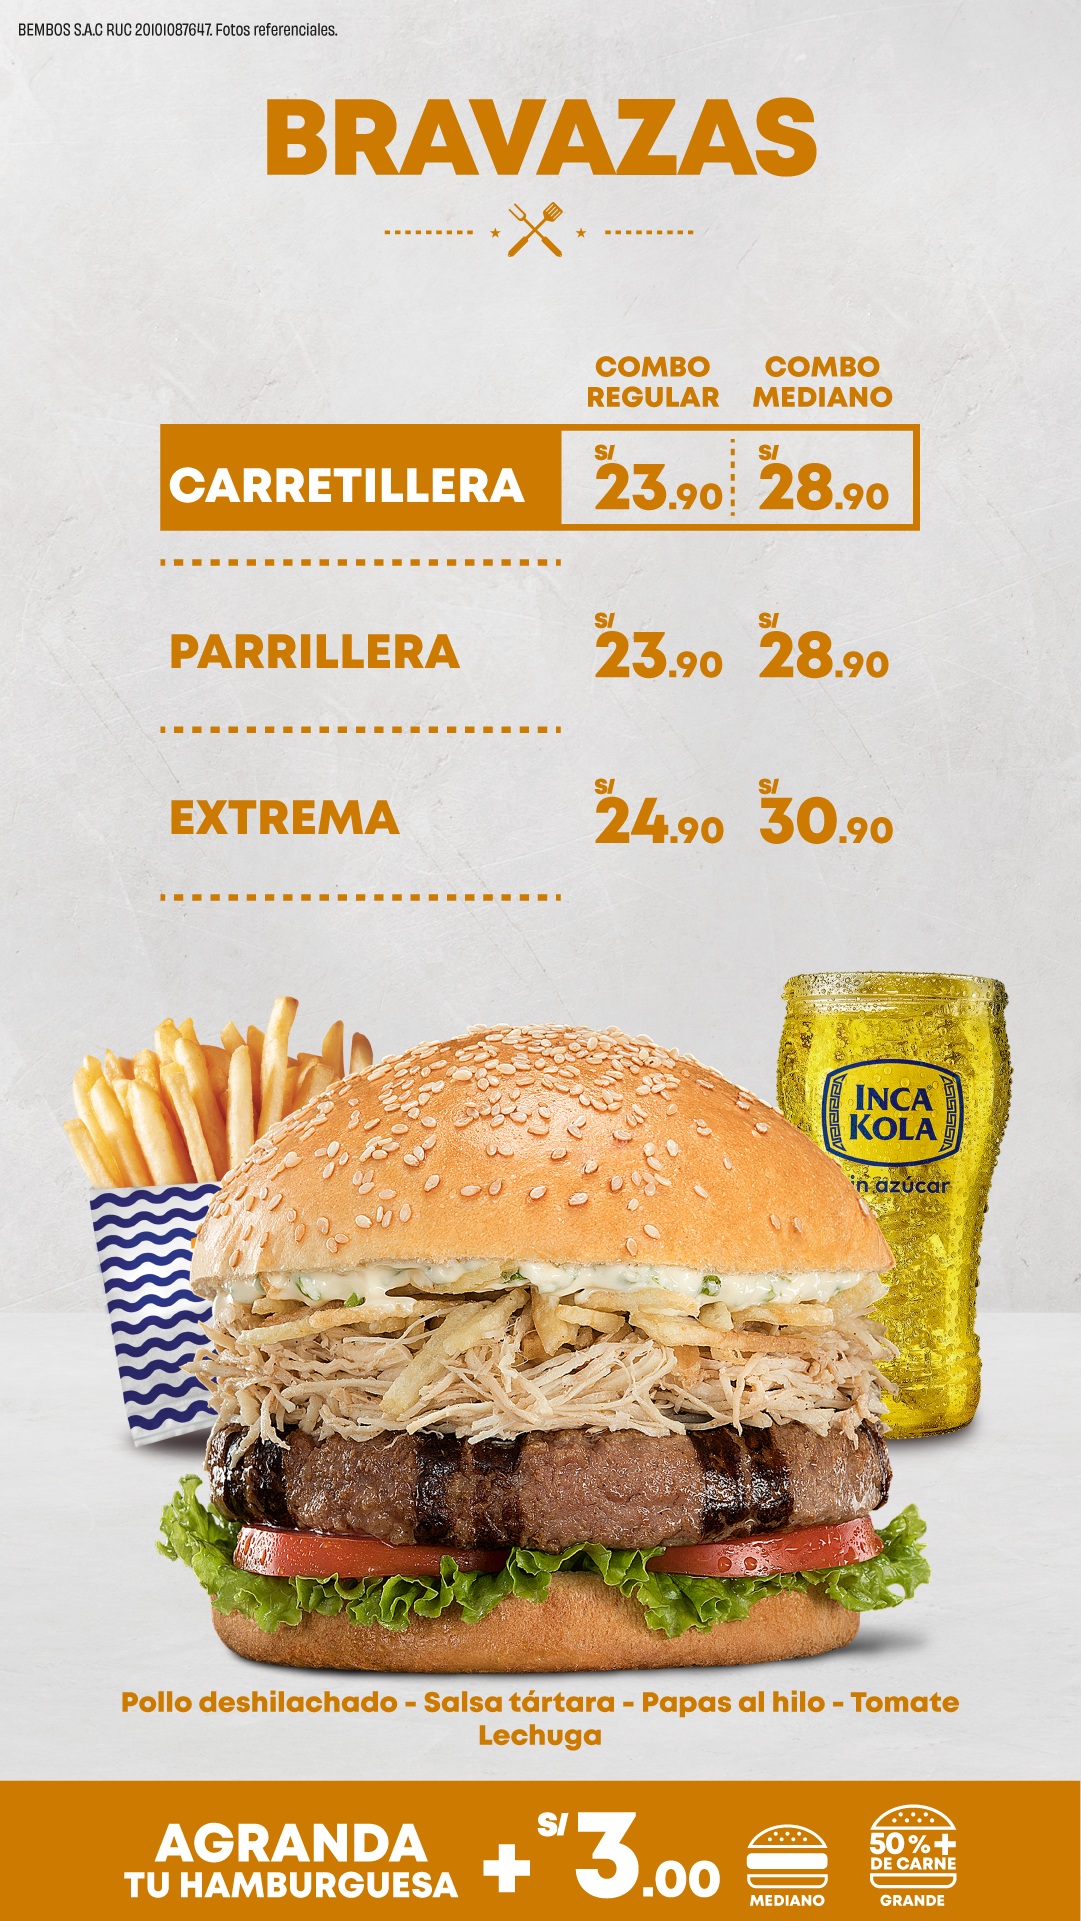 BEMBOS S.A.C RUC 20101087647. Fotos referenciales.
BRAVAZAS
COMBO REGULAR
COMBO MEDIANO
CARRETILLERA S/ 23.90 S/ 28.90
PARRILLERA S/ 23.90 S/ 28.90
EXTREMA S/ 24.90 S/ 30.90
INCA
KOLA
in azúcar
Pollo deshilachado - Salsa tártara - Papas al hilo - Tomate
Lechuga
AGRANDA
TU HAMBURGUESA
+ S/ 3.00
MEDIANO
50%+
DE CARNE
GRANDE